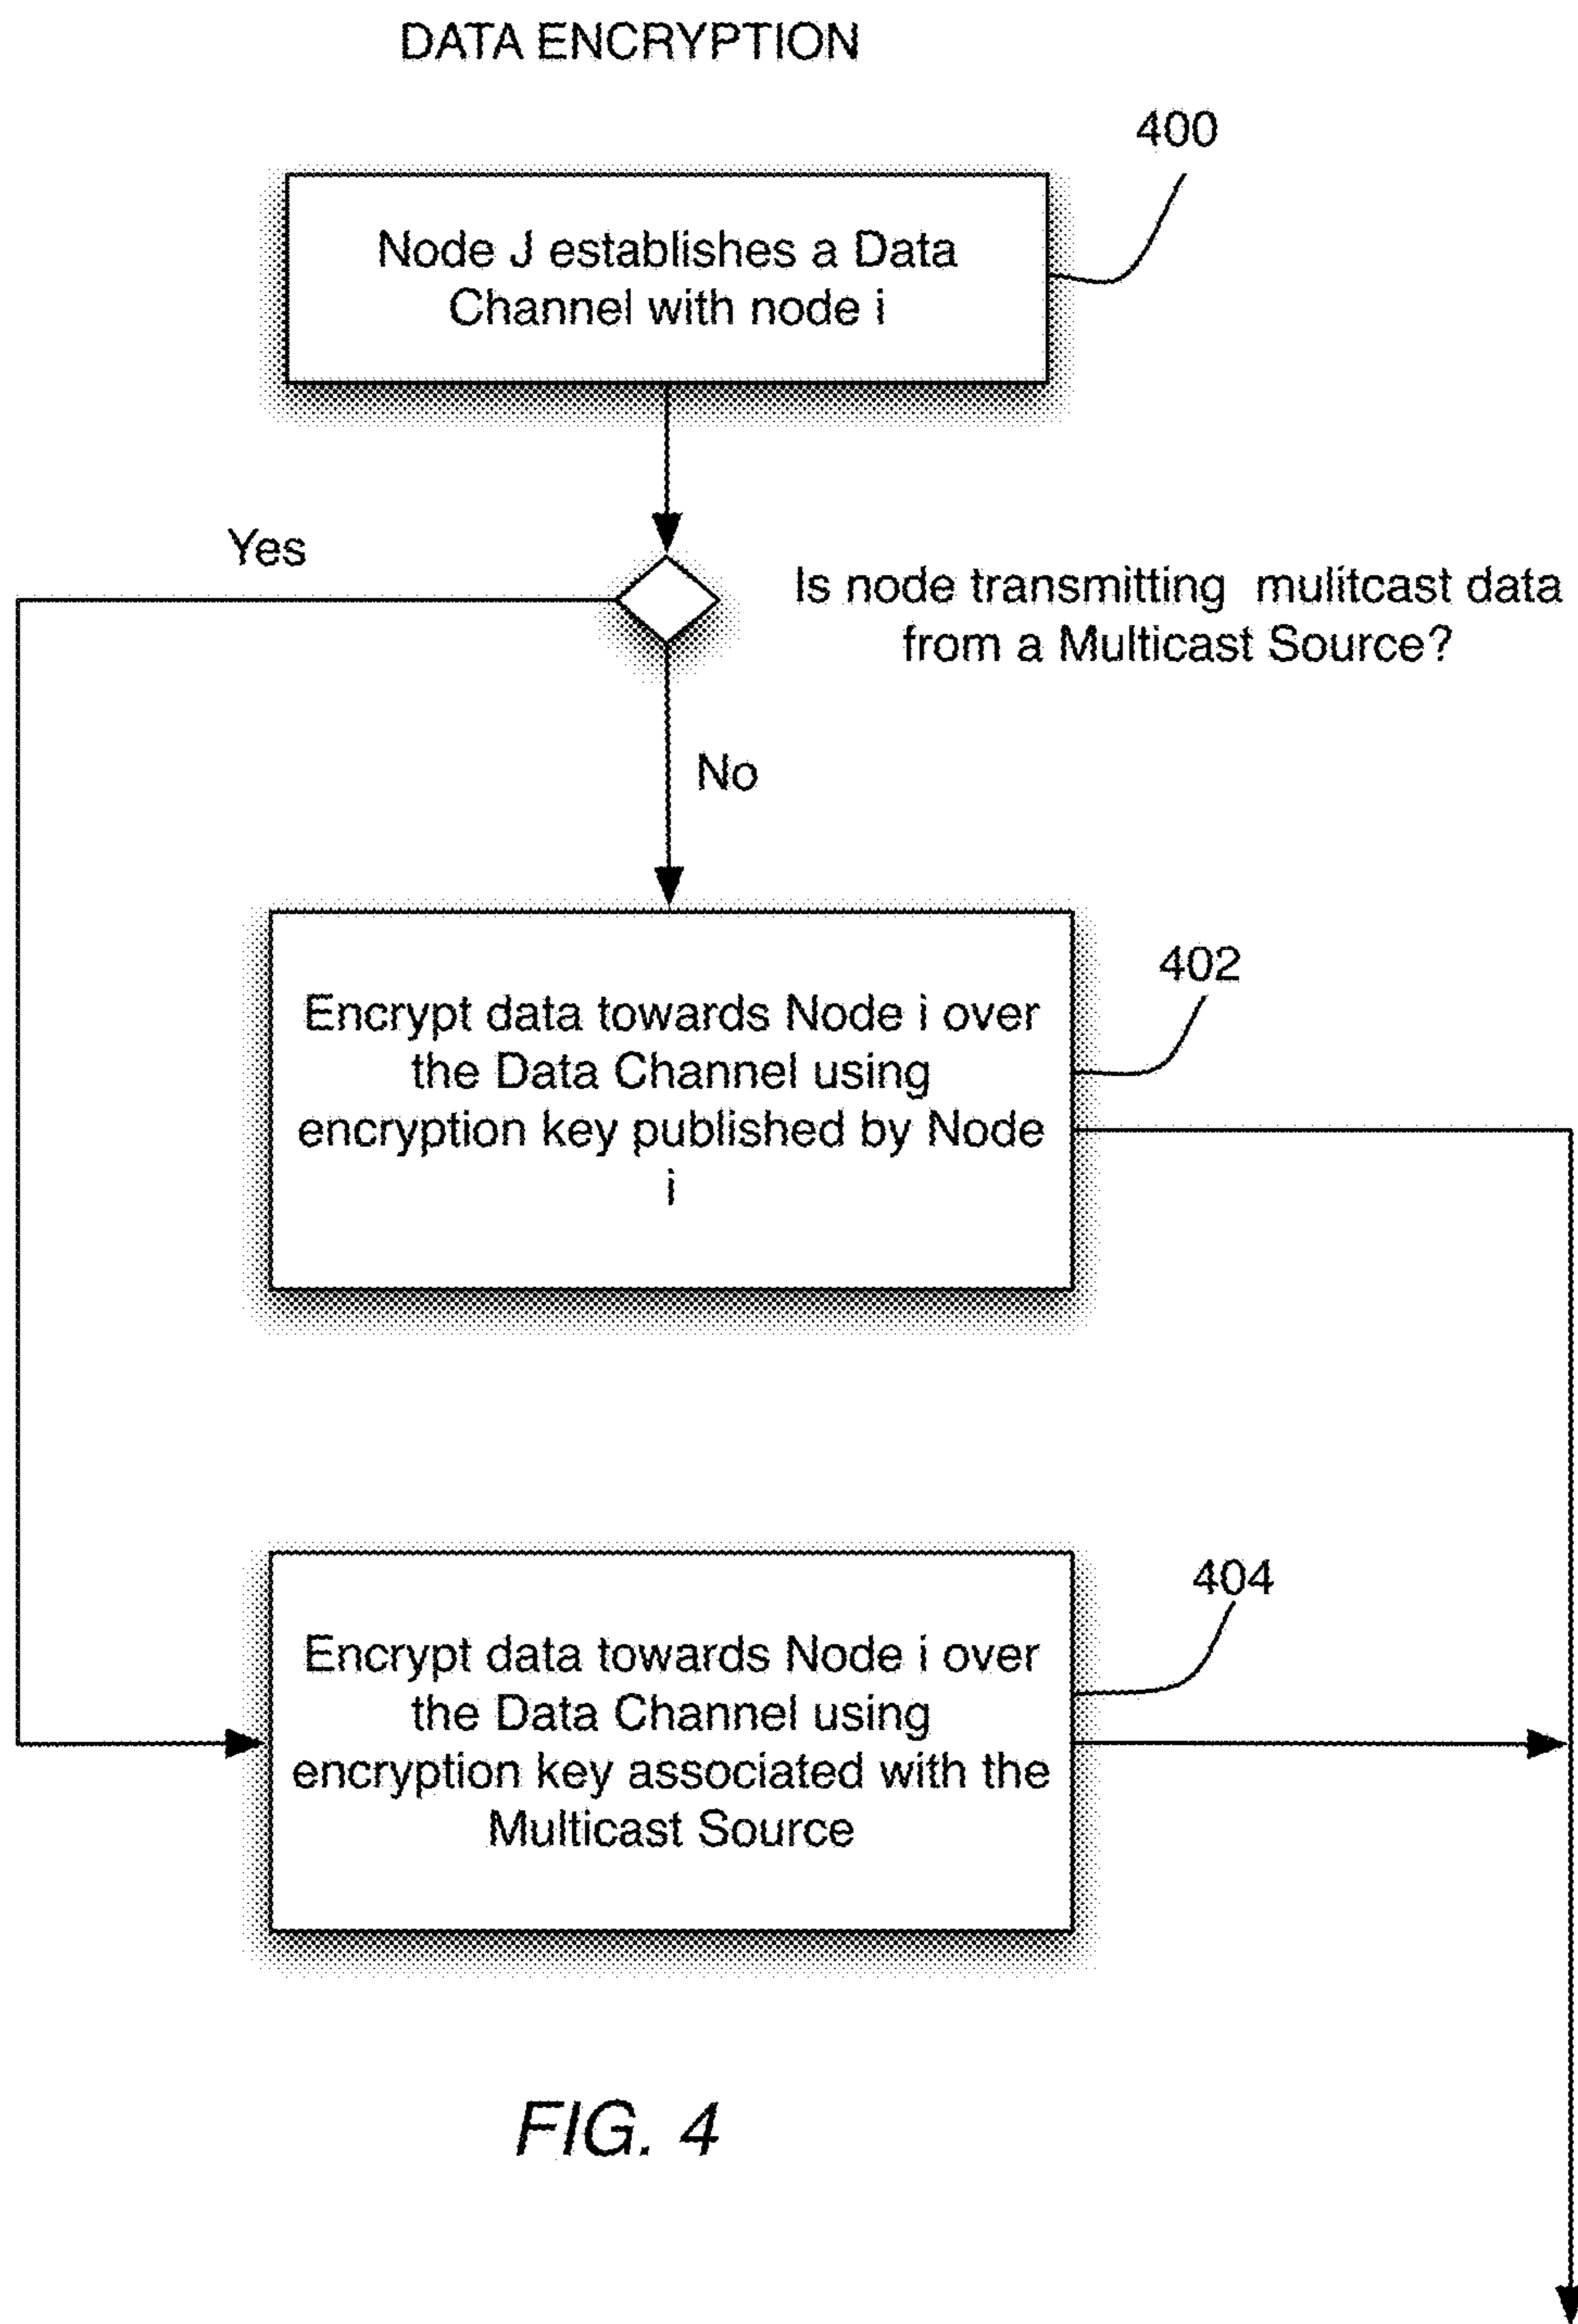 DATA ENCRYPTION
400
Node J establishes a Data
Channel with node i
Yes
Is node transmitting mulitcast data
from a Multicast Source?
No
402
Encrypt data towards Node i over
the Data Channel using
encryption key published by Node
i
404
Encrypt data towards Node i over
the Data Channel using
encryption key associated with the
Multicast Source
FIG. 4